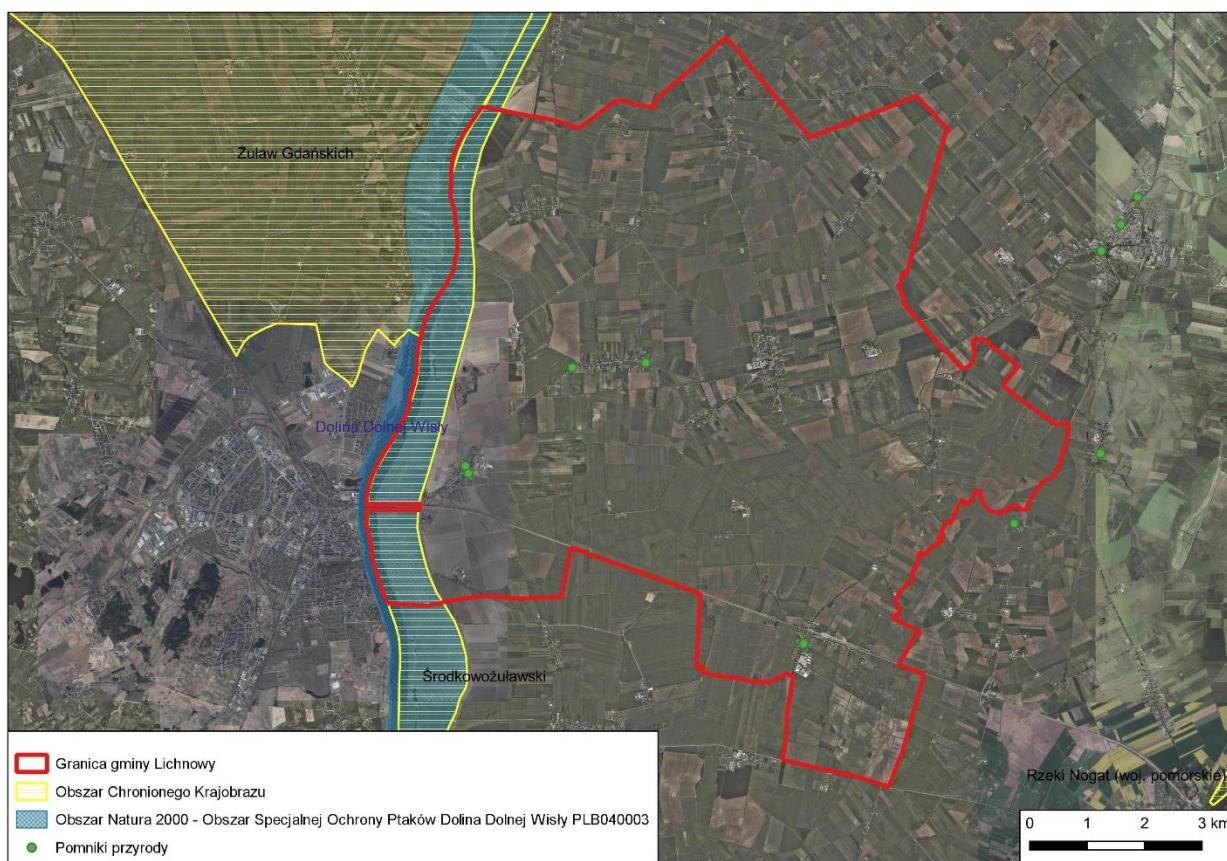 Żuław Gdańskich
Dolina Dolnej Wisły
Środkowożuławski
Rzeki Nogat (woj. pomorskie)
Granica gminy Lichnowy
Obszar Chronionego Krajobrazu
Obszar Natura 2000 - Obszar Specjalnej Ochrony Ptaków Dolina Dolnej Wisły PLB040003
Pomniki przyrody
0 1 2 3 km